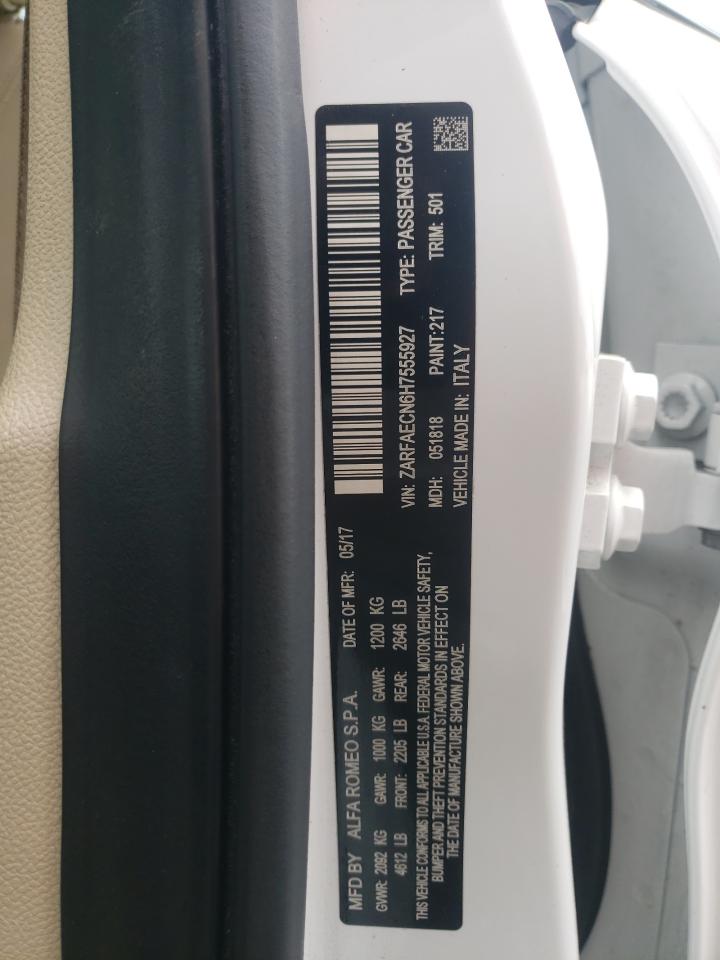 MFD BY ALFA ROMEO S.P.A. DATE OF MFR: 05/17
GVWR: 2092 KG GAWR: 1000 KG GAWR: 1200 KG
4612 LB FRONT: 2205 LB REAR: 2646 LB
THIS VEHICLE CONFORMS TO ALL APPLICABLE U.S.A. FEDERAL MOTOR VEHICLE SAFETY,
BUMPER AND THEFT PREVENTION STANDARDS IN EFFECT ON
THE DATE OF MANUFACTURE SHOWN ABOVE.
VIN: ZARFAECN6H7555927 TYPE: PASSENGER CAR
MDH: 051818 PAINT:217 TRIM: 501
VEHICLE MADE IN: ITALY